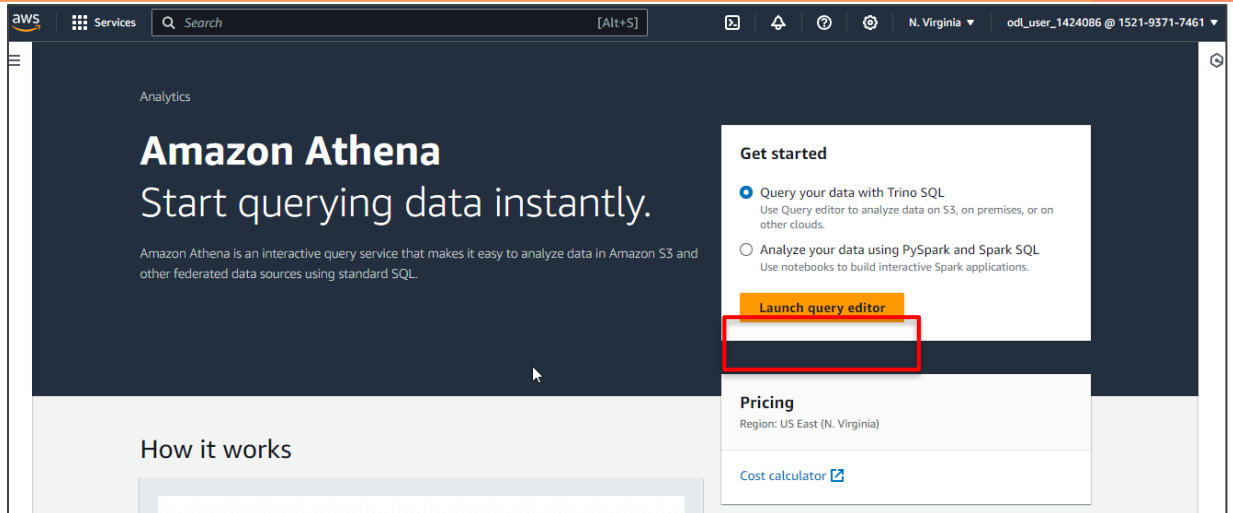 aws Services Search [Alt+S] N. Virginia ▼ odl_user_1424086 @ 1521-9371-7461 ▼
Analytics
Amazon Athena
Start querying data instantly.
Amazon Athena is an interactive query service that makes it easy to analyze data in Amazon S3 and
other federated data sources using standard SQL.
Get started
Query your data with Trino SQL
Use Query editor to analyze data on S3, on premises, or on
other clouds.
Analyze your data using PySpark and Spark SQL
Use notebooks to build interactive Spark applications.
Launch query editor
Pricing
Region: US East (N. Virginia)
Cost calculator
How it works